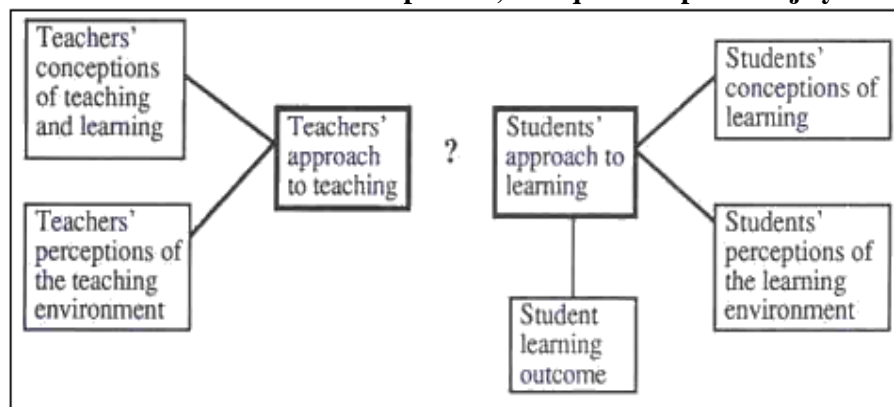 Teachers'
conceptions
of teaching
and learning
Teachers'
approach
to teaching
?
Students'
approach to
learning
Students'
conceptions of
learning
Teachers'
perceptions of
the teaching
environment
Student
learning
outcome
Students'
perceptions of
the learning
environment